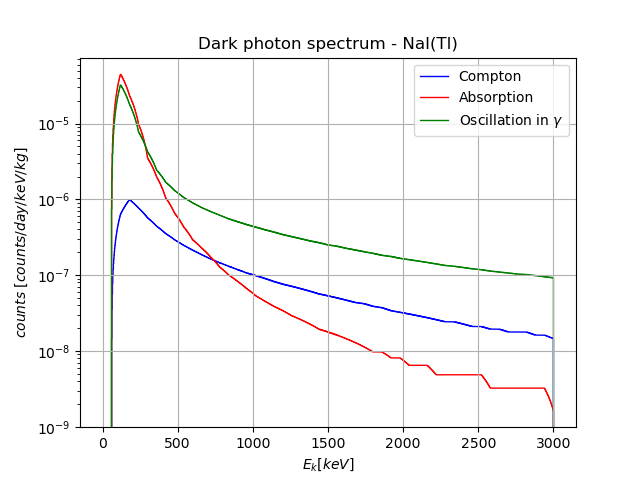 Dark photon spectrum - NaI(Tl)
Compton
Absorption
Oscillation in γ
counts [counts/day/keV/kg]
10⁻⁵
10⁻⁶
10⁻⁷
10⁻⁸
10⁻⁹
0 500 1000 1500 2000 2500 3000
Eₖ[keV]